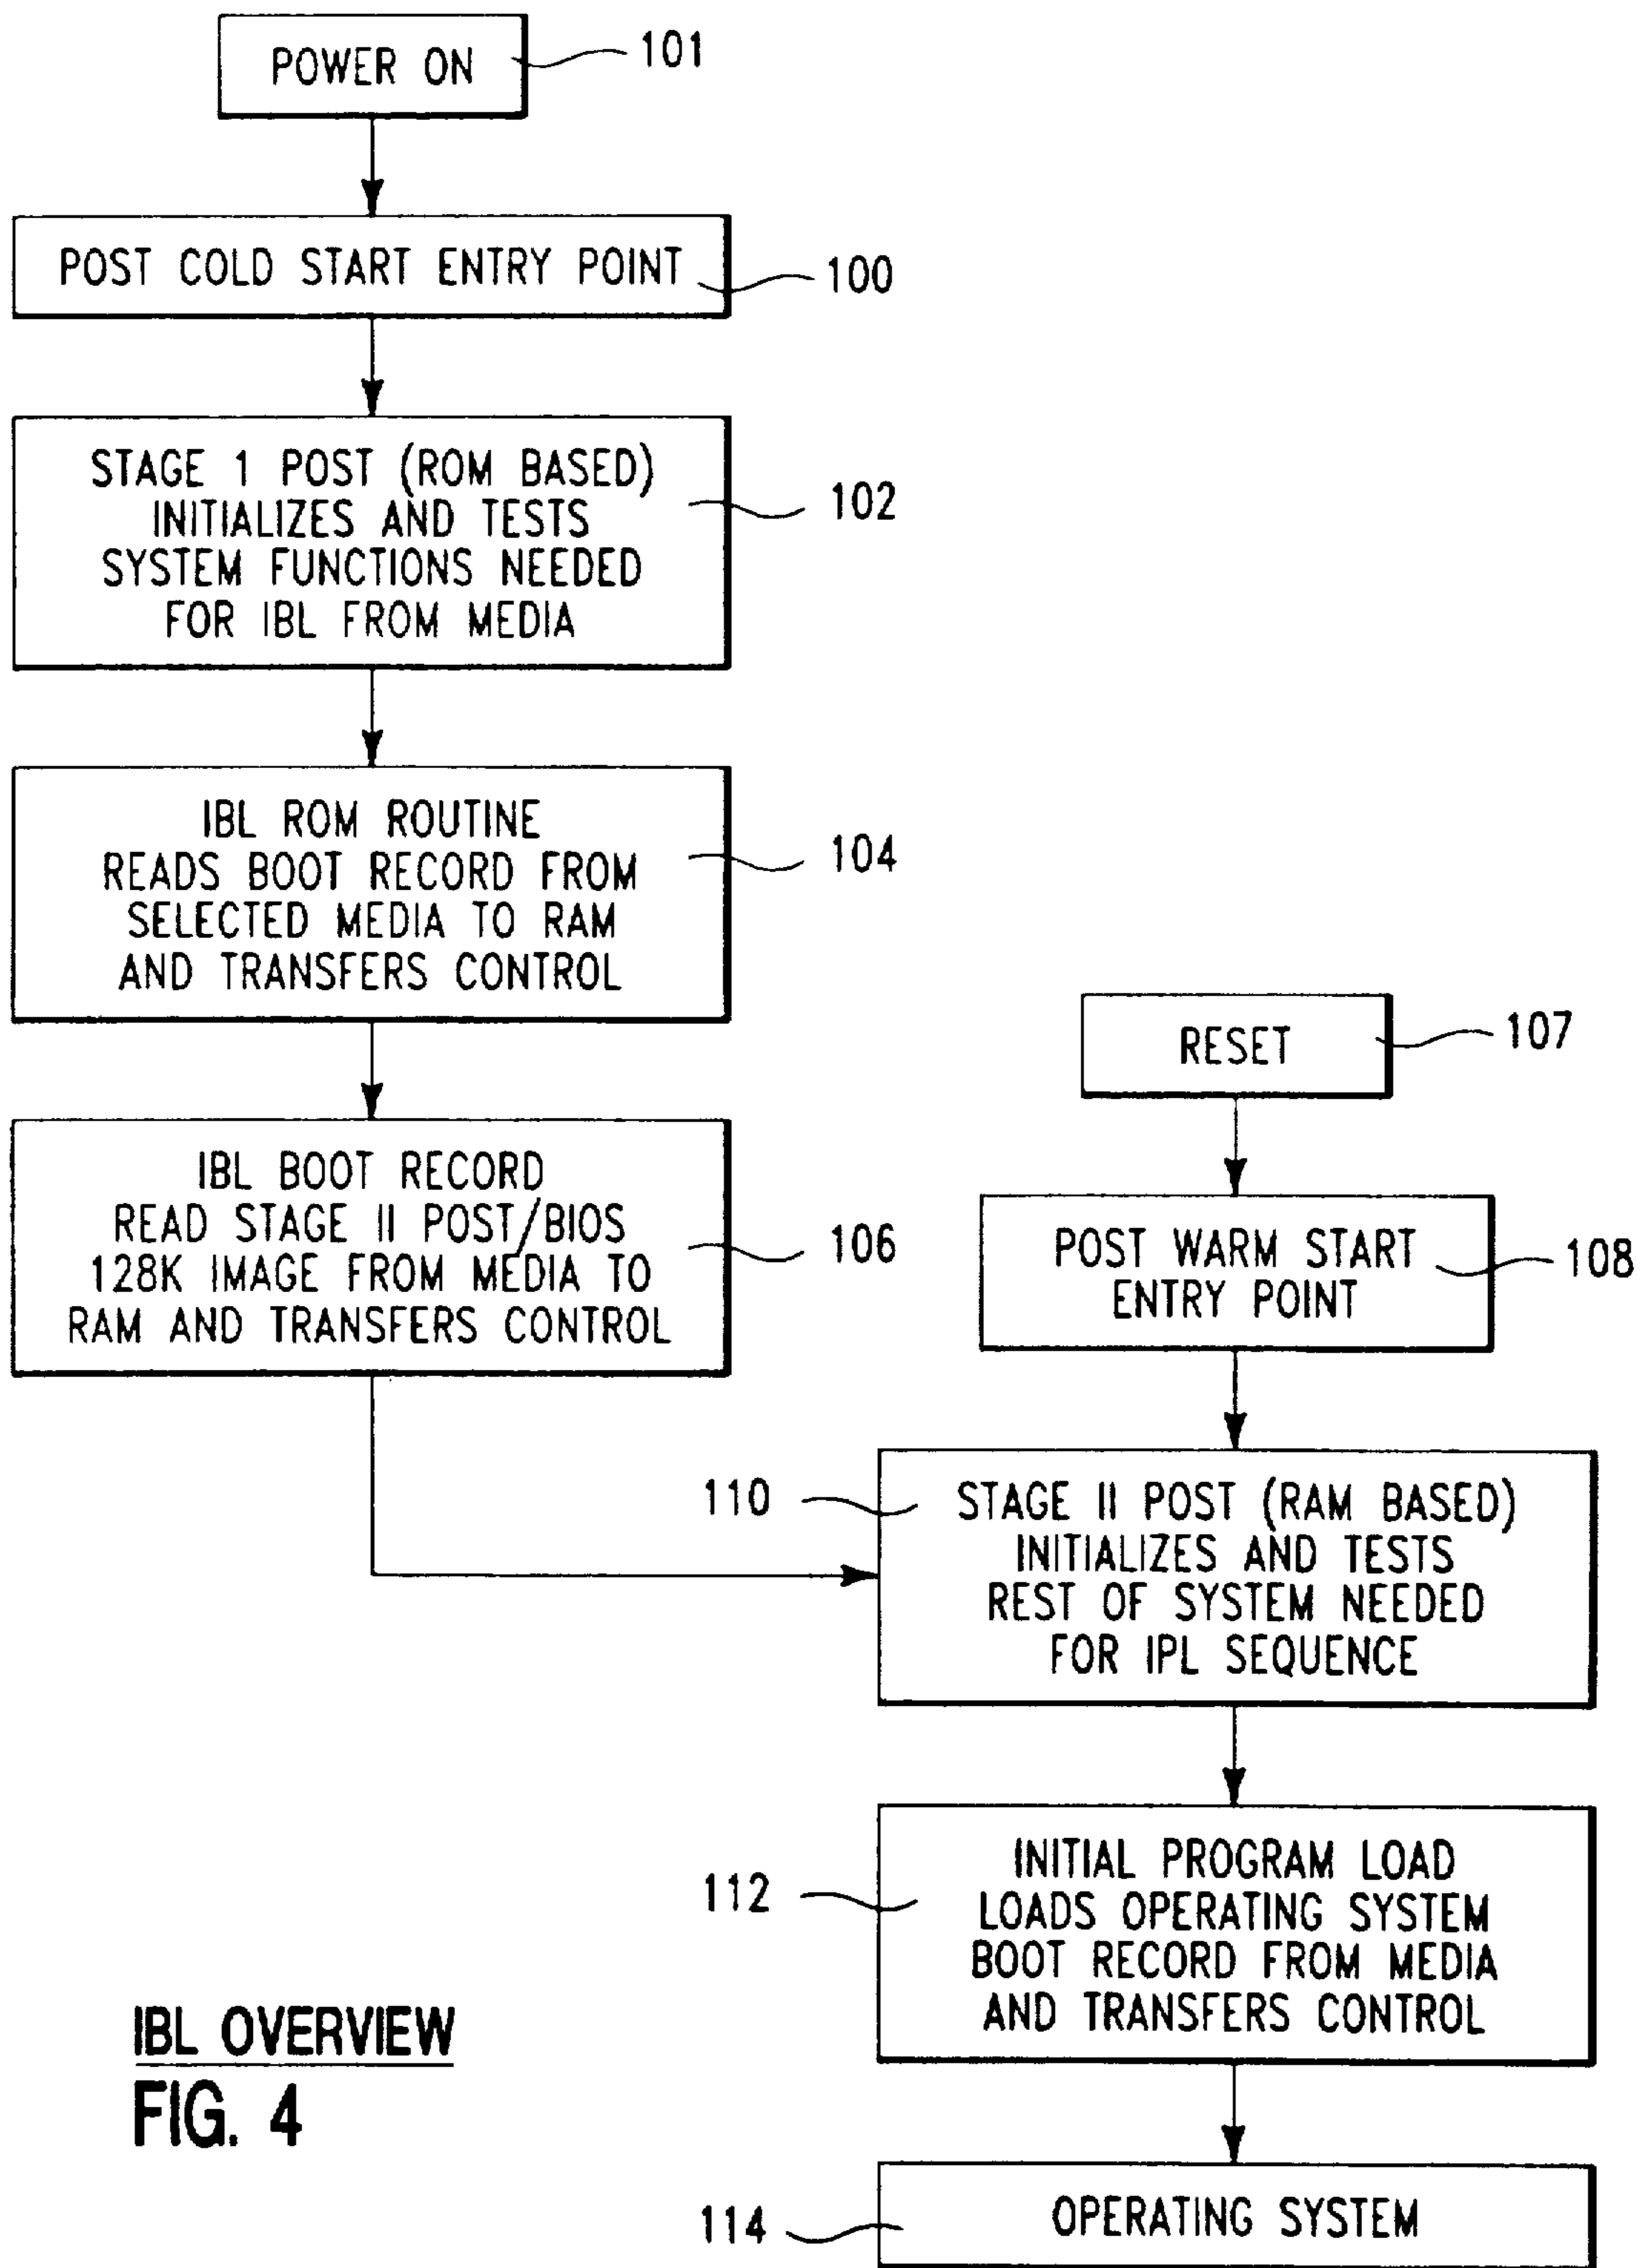 POWER ON
101
POST COLD START ENTRY POINT
100
STAGE 1 POST (ROM BASED)
INITIALIZES AND TESTS
SYSTEM FUNCTIONS NEEDED
FOR IBL FROM MEDIA
102
IBL ROM ROUTINE
READS BOOT RECORD FROM
SELECTED MEDIA TO RAM
AND TRANSFERS CONTROL
104
IBL BOOT RECORD
READ STAGE II POST/BIOS
128K IMAGE FROM MEDIA TO
RAM AND TRANSFERS CONTROL
106
RESET
107
POST WARM START
ENTRY POINT
108
110
STAGE II POST (RAM BASED)
INITIALIZES AND TESTS
REST OF SYSTEM NEEDED
FOR IPL SEQUENCE
112
INITIAL PROGRAM LOAD
LOADS OPERATING SYSTEM
BOOT RECORD FROM MEDIA
AND TRANSFERS CONTROL
114
OPERATING SYSTEM
IBL OVERVIEW
FIG. 4